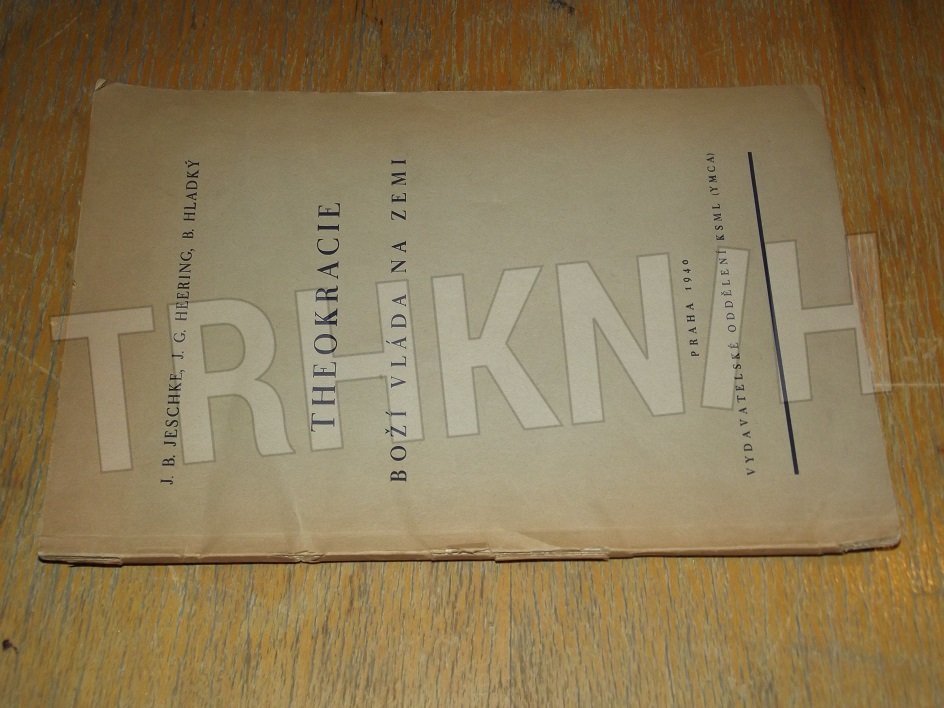 J. B. JESCHKE, J. G. HEERING, B. HLADKÝ
THEOKRACIE
BOŽÍ VLÁDA NA ZEMI
PRAHA 1940
VYDAVATELSKÉ ODDĚLENÍ KSML (YMCA)
TRHKNIH